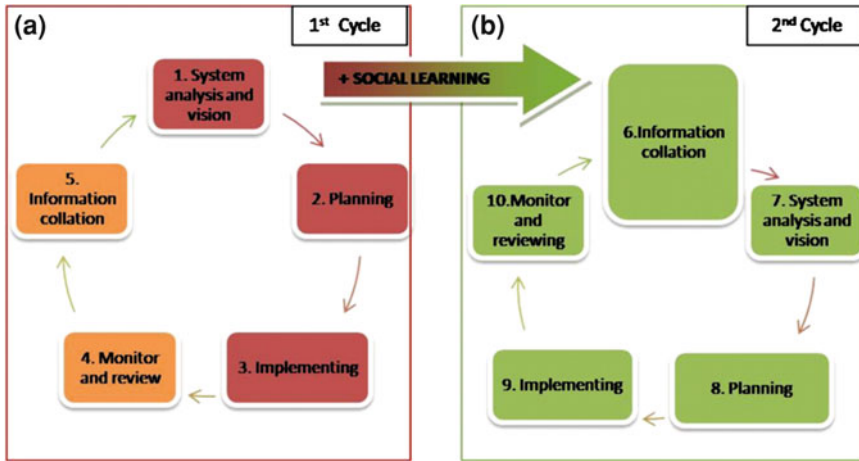 (a)
1st Cycle
1. System
analysis and
vision
2. Planning
3. Implementing
4. Monitor
and review
5.
Information
collation
+ SOCIAL LEARNING
(b)
2nd Cycle
6.Information
collation
7. System
analysis and
vision
8. Planning
9. Implementing
10.Monitor
and
reviewing